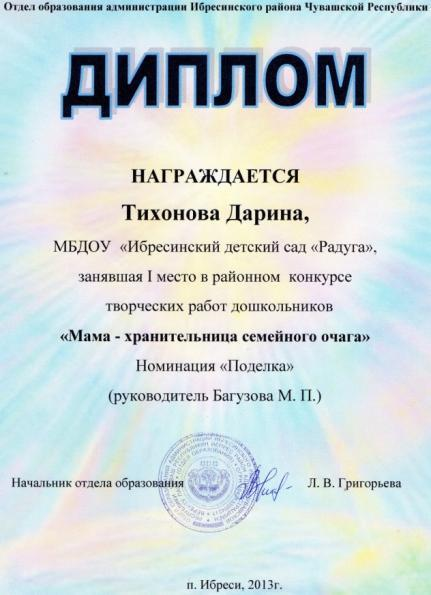 Отдел образования администрации Ибресинского района Чувашской Республики
ДИПЛОМ
НАГРАЖДАЕТСЯ
Тихонова Дарина,
МБДОУ «Ибресинский детский сад «Радуга»,
занявшая I место в районном конкурсе
творческих работ дошкольников
«Мама - хранительница семейного очага»
Номинация «Поделка»
(руководитель Багузова М. П.)
Начальник отдела образования Л. В. Григорьева
п. Ибреси, 2013г.